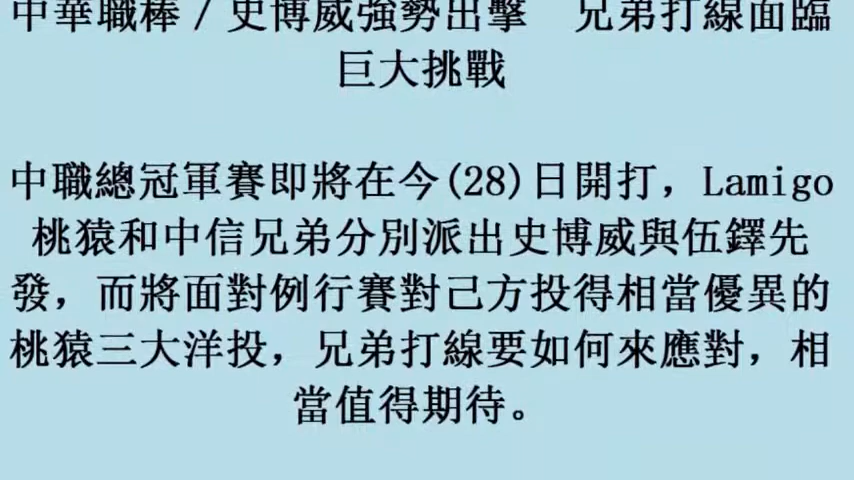 中華職棒／史博威強勢出擊　兄弟打線面臨
巨大挑戰
中職總冠軍賽即將在今(28)日開打，Lamigo
桃猿和中信兄弟分別派出史博威與伍鐸先
發，而將面對例行賽對己方投得相當優異的
桃猿三大洋投，兄弟打線要如何來應對，相
當值得期待。